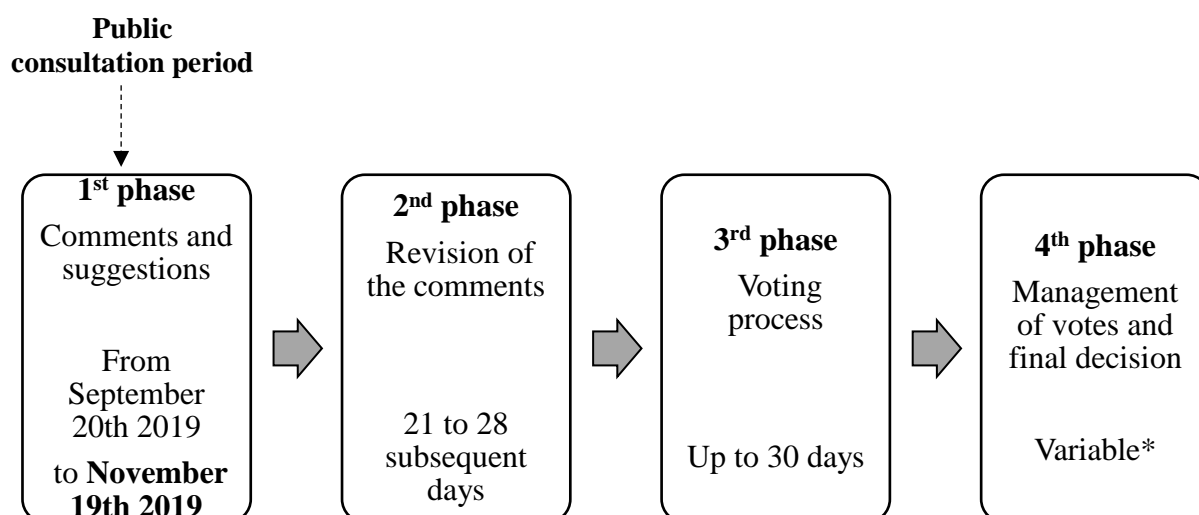 Public
consultation period
1st phase
Comments and
suggestions
From
September
20th 2019
to November
19th 2019
2nd phase
Revision of
the comments
21 to 28
subsequent
days
3rd phase
Voting
process
Up to 30 days
4th phase
Management
of votes and
final decision
Variable*